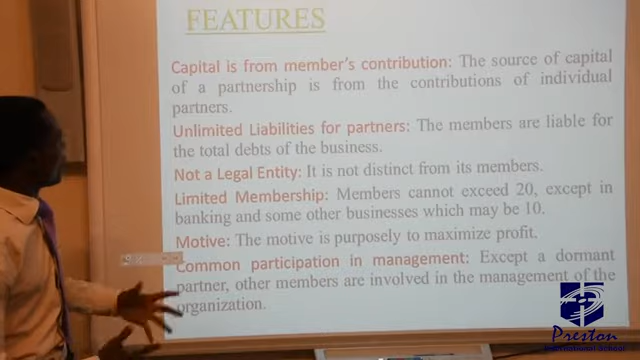 FEATURES
Capital is from member's contribution: The source of capital
of a partnership is from the contributions of individual
partners.
Unlimited Liabilities for partners: The members are liable for
the total debts of the business.
Not a Legal Entity: It is not distinct from its members.
Limited Membership: Members cannot exceed 20, except in
banking and some other businesses which may be 10.
Motive: The motive is purposely to maximize profit.
Common participation in management: Except a dormant
partner, other members are involved in the management of the
organization.
Preston
International School